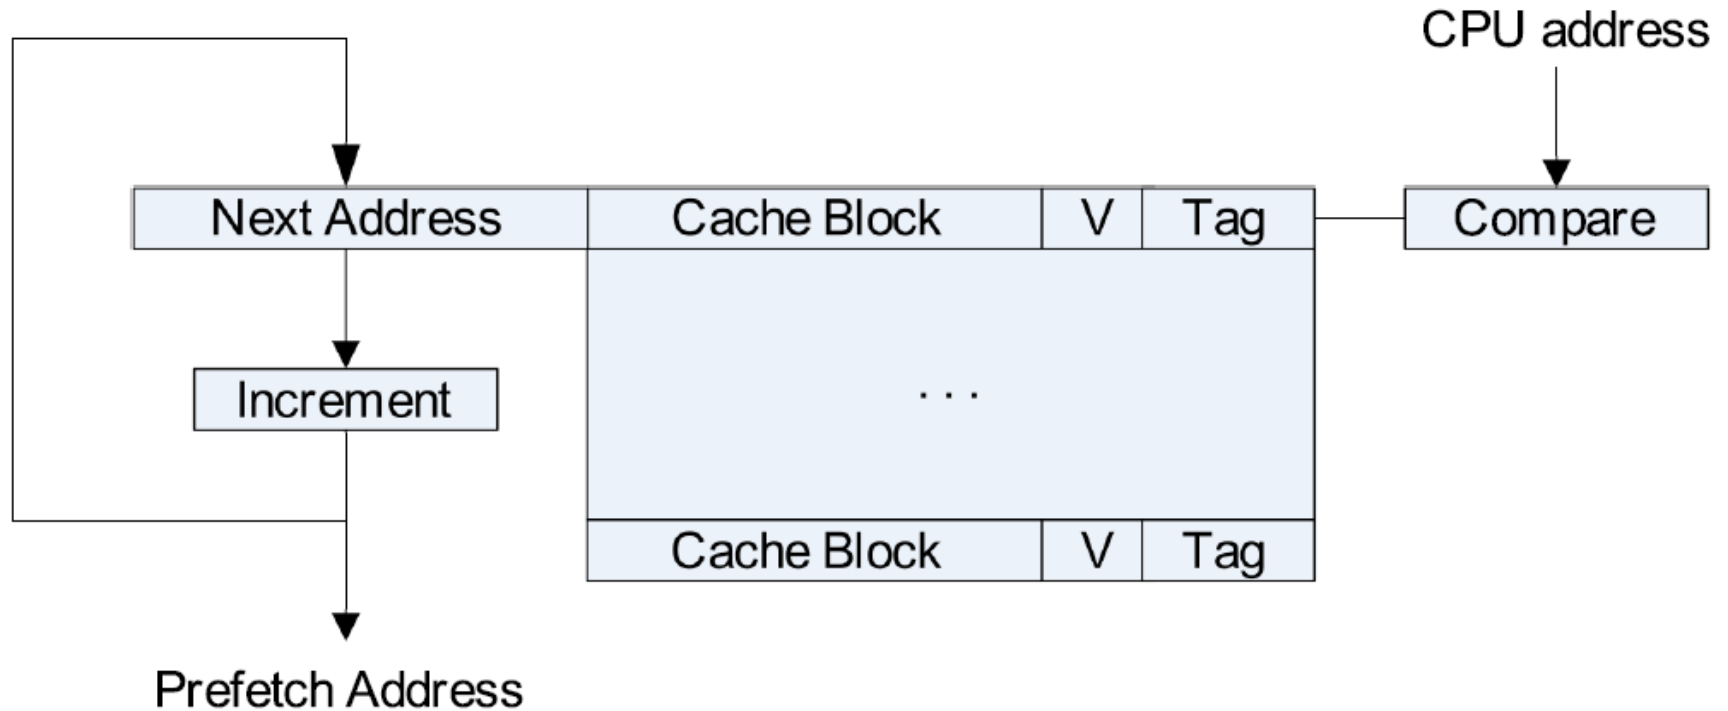 CPU address
Next Address Cache Block V Tag Compare
Increment
. . .
Cache Block V Tag
Prefetch Address